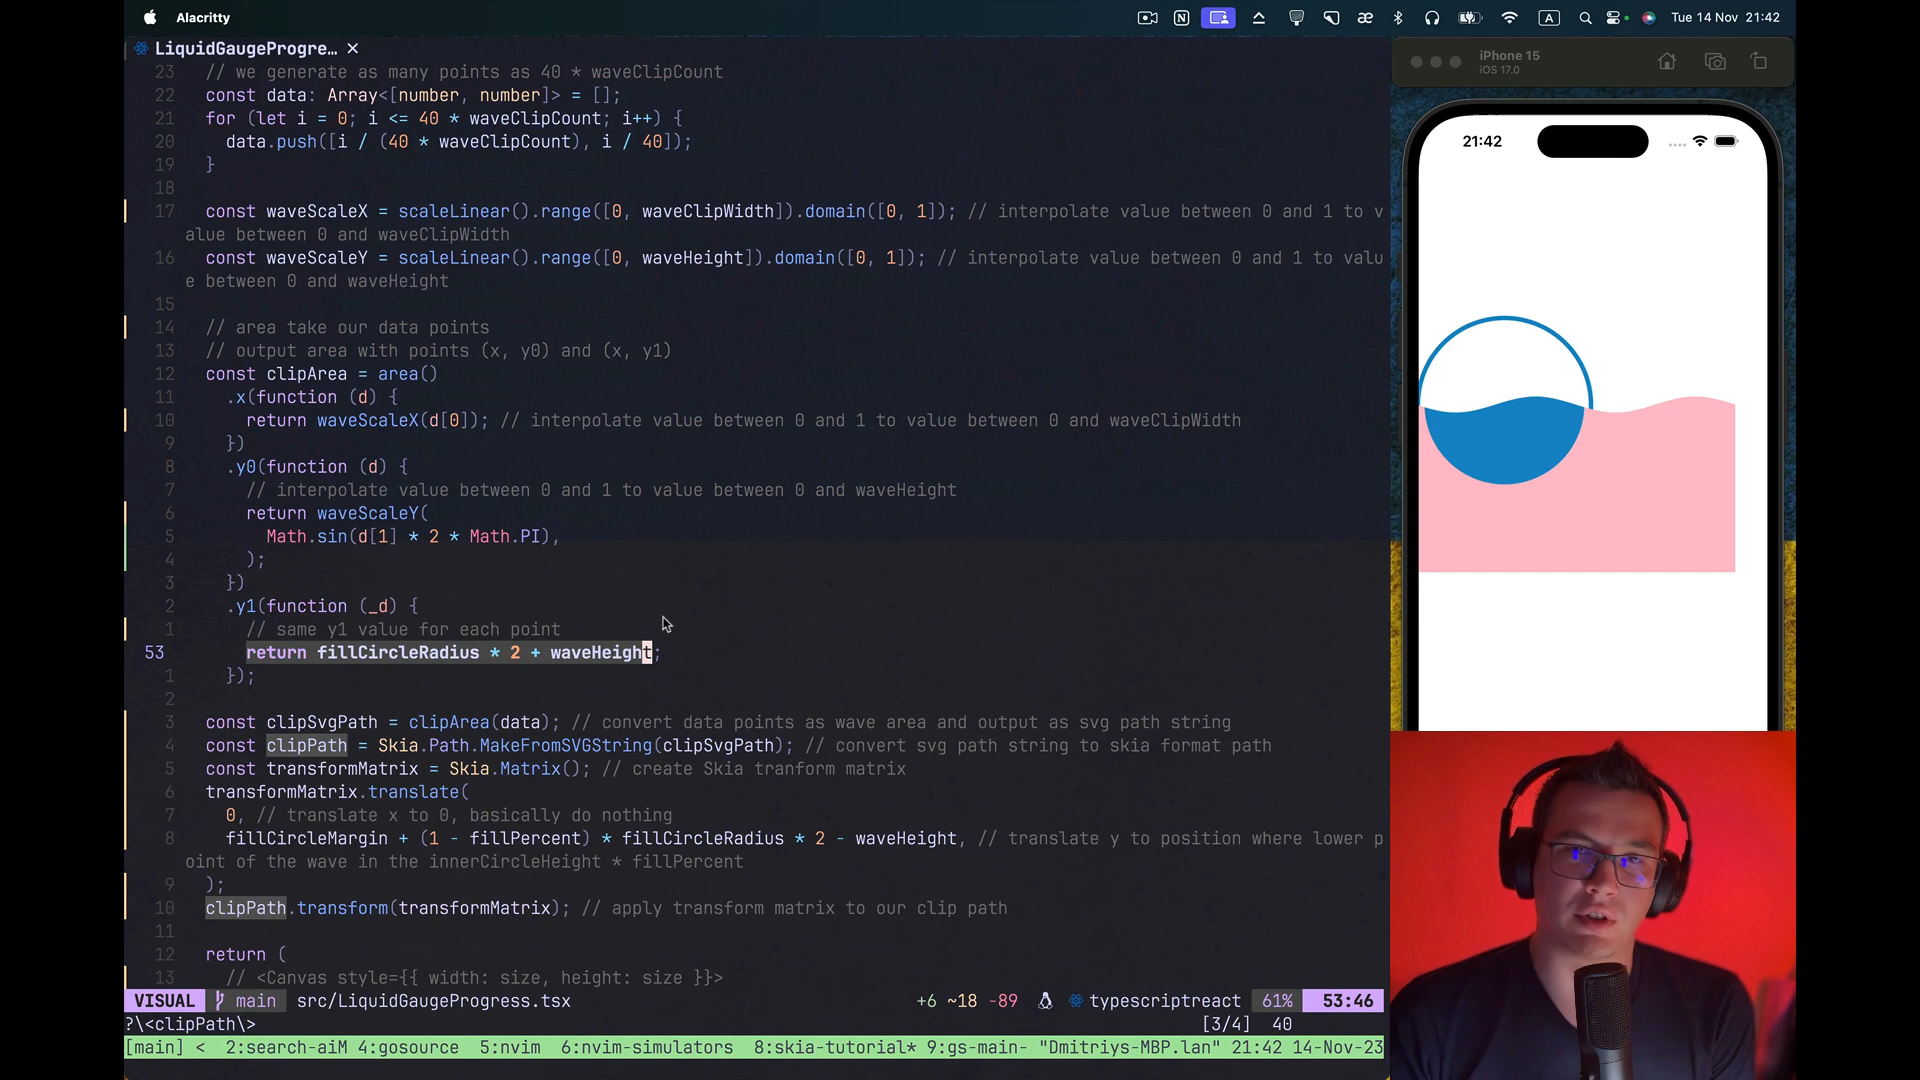 Alacritty
Tue 14 Nov 21:42
LiquidGaugeProgre… ×
23 // we generate as many points as 40 * waveClipCount
22 const data: Array<[number, number]> = [];
21 for (let i = 0; i <= 40 * waveClipCount; i++) {
20 data.push([i / (40 * waveClipCount), i / 40]);
19 }
18
17 const waveScaleX = scaleLinear().range([0, waveClipWidth]).domain([0, 1]); // interpolate value between 0 and 1 to v
alue between 0 and waveClipWidth
16 const waveScaleY = scaleLinear().range([0, waveHeight]).domain([0, 1]); // interpolate value between 0 and 1 to valu
e between 0 and waveHeight
15
14 // area take our data points
13 // output area with points (x, y0) and (x, y1)
12 const clipArea = area()
11 .x(function (d) {
10 return waveScaleX(d[0]); // interpolate value between 0 and 1 to value between 0 and waveClipWidth
9 })
8 .y0(function (d) {
7 // interpolate value between 0 and 1 to value between 0 and waveHeight
6 return waveScaleY(
5 Math.sin(d[1] * 2 * Math.PI),
4 );
3 })
2 .y1(function (_d) {
1 // same y1 value for each point
53 return fillCircleRadius * 2 + waveHeight;
1 });
2
3 const clipSvgPath = clipArea(data); // convert data points as wave area and output as svg path string
4 const clipPath = Skia.Path.MakeFromSVGString(clipSvgPath); // convert svg path string to skia format path
5 const transformMatrix = Skia.Matrix(); // create Skia tranform matrix
6 transformMatrix.translate(
7 0, // translate x to 0, basically do nothing
8 fillCircleMargin + (1 - fillPercent) * fillCircleRadius * 2 - waveHeight, // translate y to position where lower p
oint of the wave in the innerCircleHeight * fillPercent
9 );
10 clipPath.transform(transformMatrix); // apply transform matrix to our clip path
11
12 return (
13 // <Canvas style={{ width: size, height: size }}>
VISUAL main src/LiquidGaugeProgress.tsx +6 ~18 -89 typescriptreact 61% 53:46
?\<clipPath\> [3/4] 40
[main] < 2:search-aiM 4:gosource 5:nvim 6:nvim-simulators 8:skia-tutorial* 9:gs-main- "Dmitriys-MBP.lan" 21:42 14-Nov-23
iPhone 15
iOS 17.0
21:42